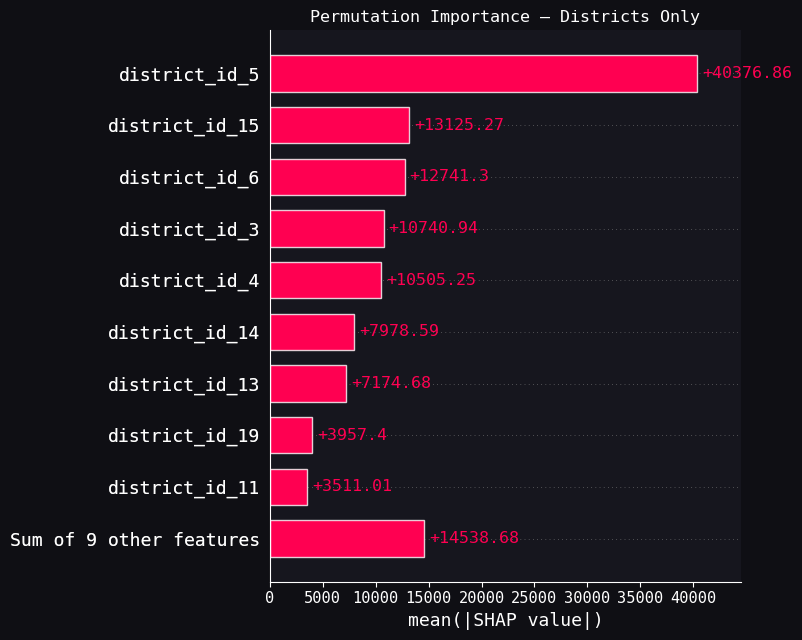 Permutation Importance — Districts Only
district_id_5 +40376.86
district_id_15 +13125.27
district_id_6 +12741.3
district_id_3 +10740.94
district_id_4 +10505.25
district_id_14 +7978.59
district_id_13 +7174.68
district_id_19 +3957.4
district_id_11 +3511.01
Sum of 9 other features +14538.68
0 5000 10000 15000 20000 25000 30000 35000 40000
mean(|SHAP value|)